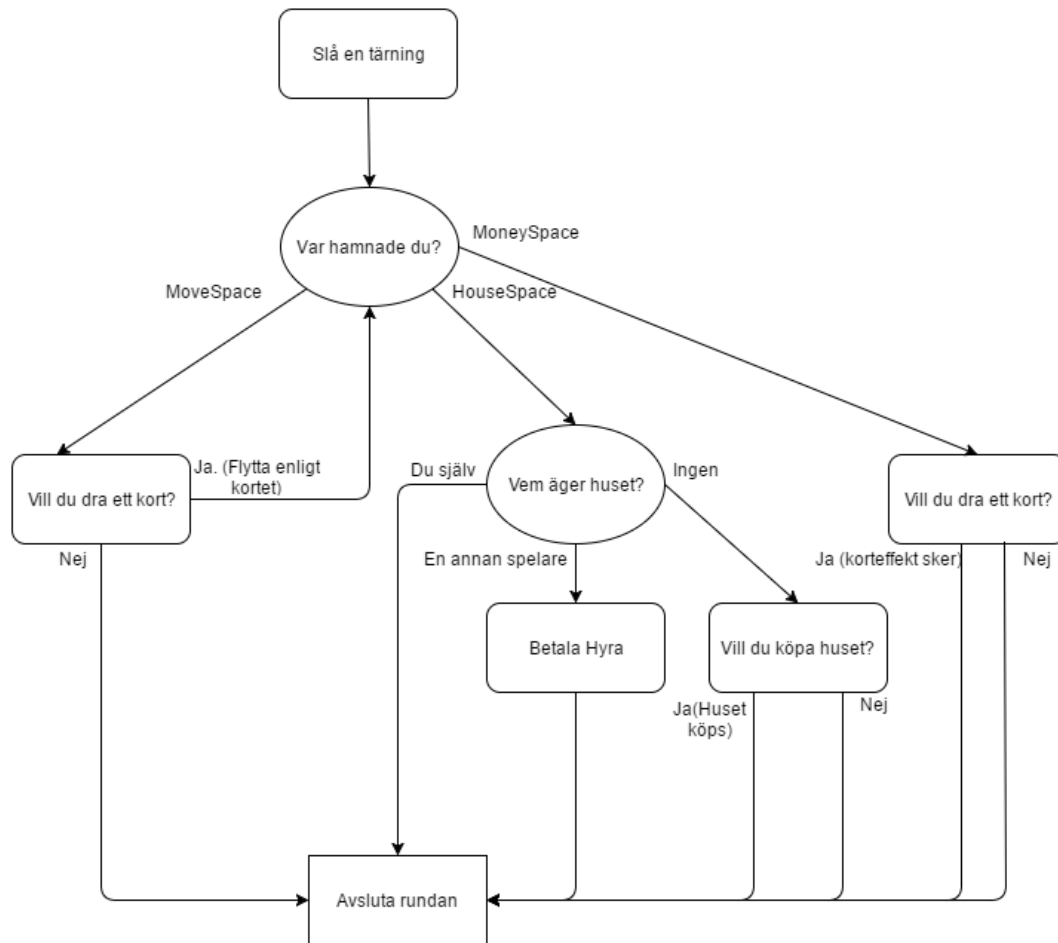 Slå en tärning
Var hamnade du?
MoneySpace
MoveSpace
HouseSpace
Vill du dra ett kort?
Ja. (Flytta enligt
kortet)
Nej
Du själv
Vem äger huset?
Ingen
En annan spelare
Betala Hyra
Vill du köpa huset?
Ja(Huset
köps)
Nej
Vill du dra ett kort?
Ja (korteffekt sker)
Nej
Avsluta rundan